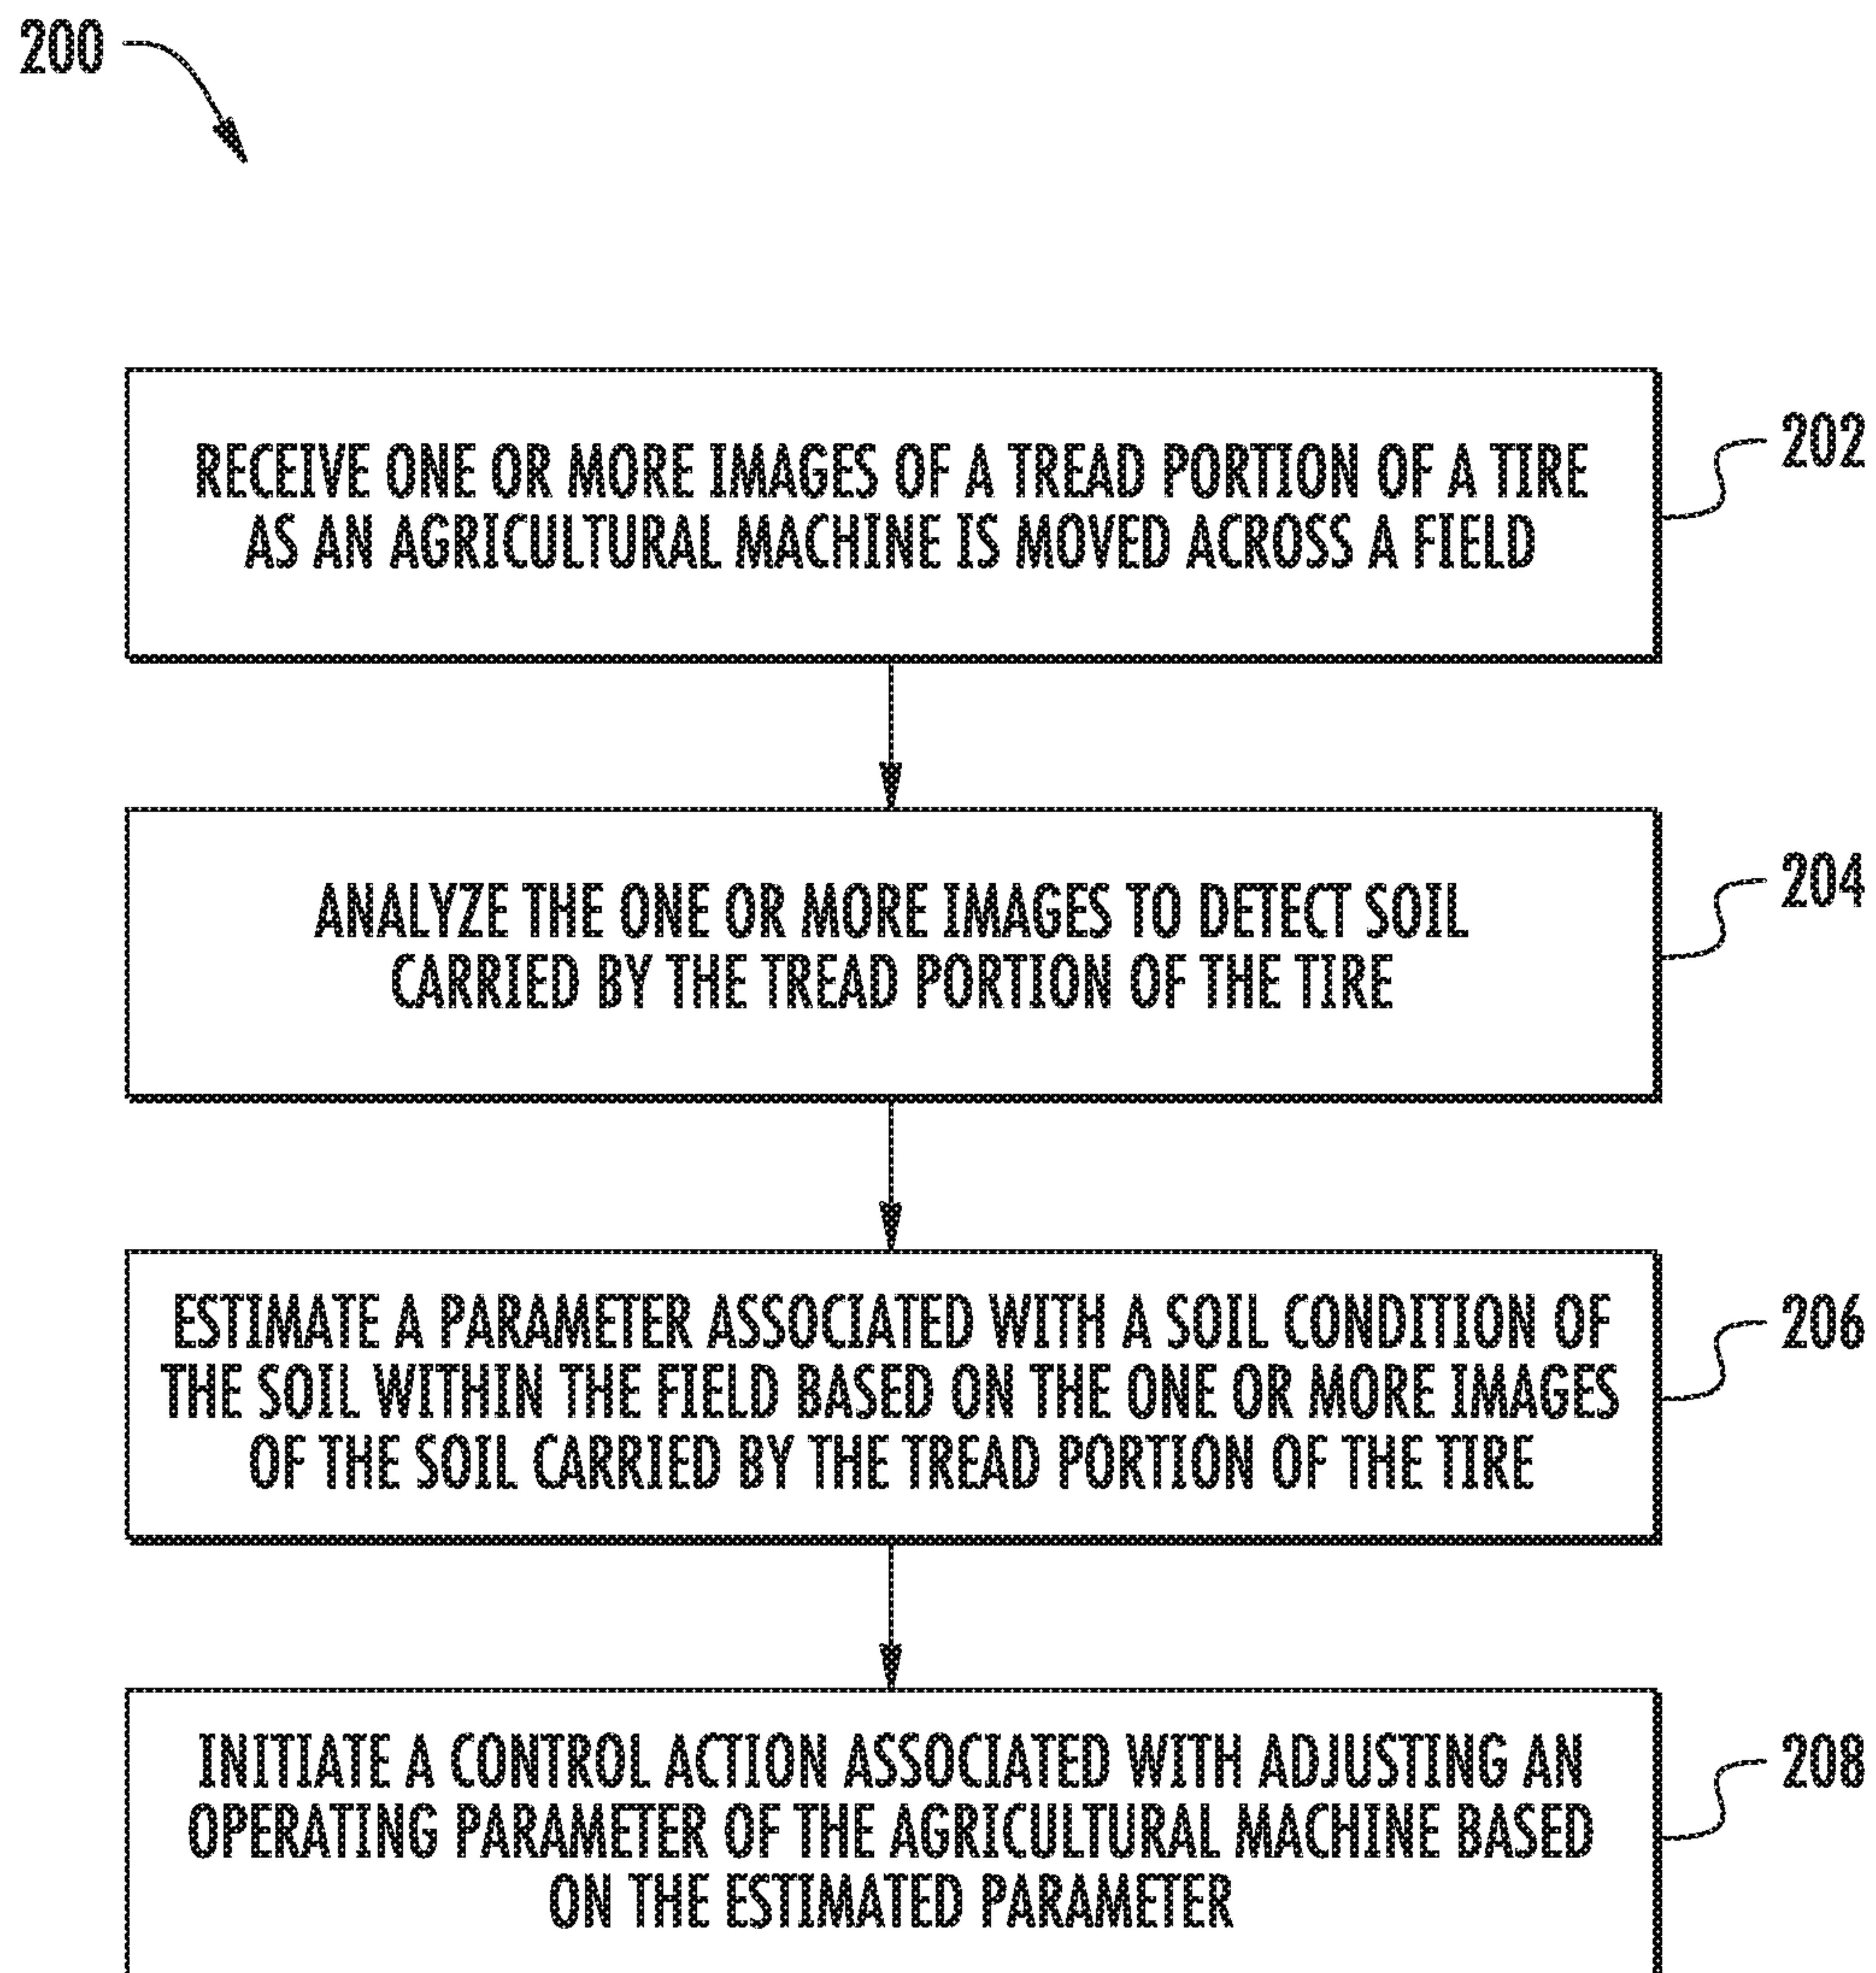 200
RECEIVE ONE OR MORE IMAGES OF A TREAD PORTION OF A TIRE
AS AN AGRICULTURAL MACHINE IS MOVED ACROSS A FIELD
202
ANALYZE THE ONE OR MORE IMAGES TO DETECT SOIL
CARRIED BY THE TREAD PORTION OF THE TIRE
204
ESTIMATE A PARAMETER ASSOCIATED WITH A SOIL CONDITION OF
THE SOIL WITHIN THE FIELD BASED ON THE ONE OR MORE IMAGES
OF THE SOIL CARRIED BY THE TREAD PORTION OF THE TIRE
206
INITIATE A CONTROL ACTION ASSOCIATED WITH ADJUSTING AN
OPERATING PARAMETER OF THE AGRICULTURAL MACHINE BASED
ON THE ESTIMATED PARAMETER
208